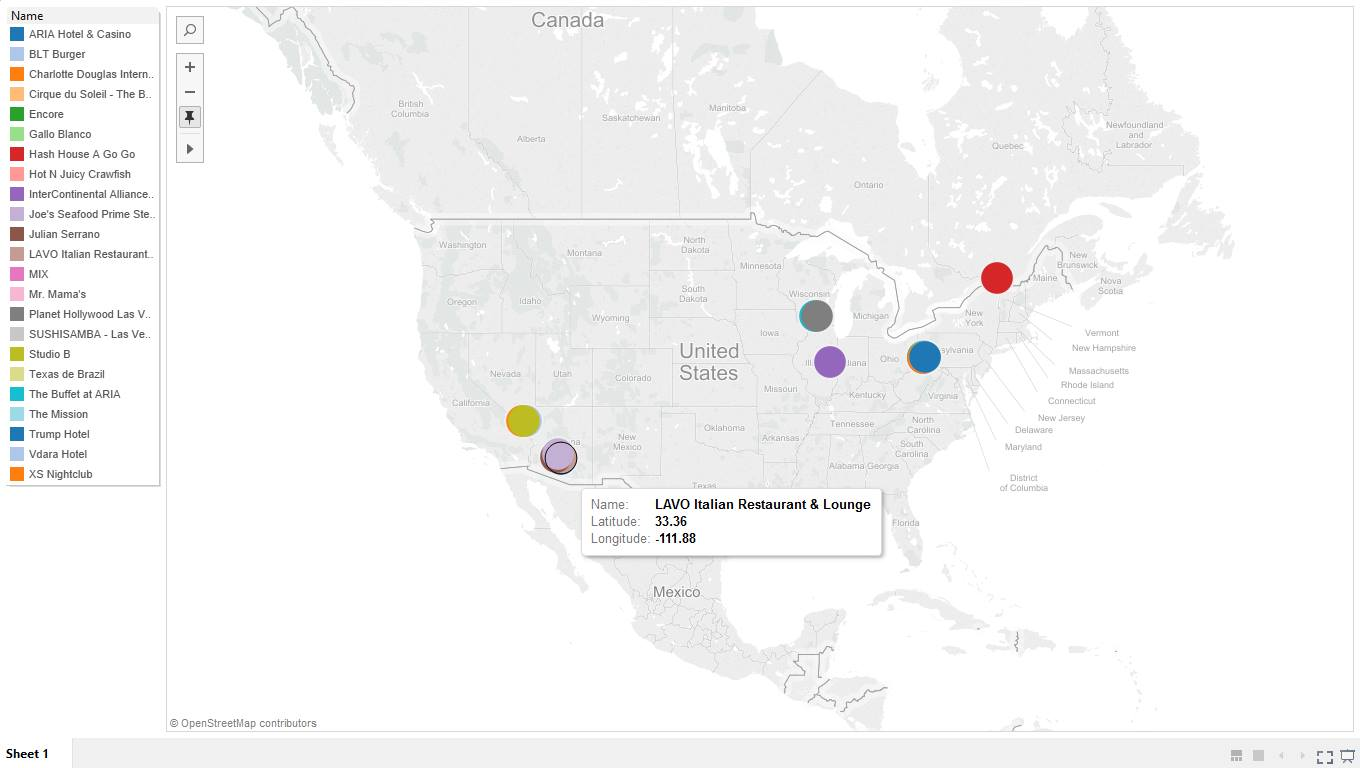 Name
ARIA Hotel & Casino
BLT Burger
Charlotte Douglas Intern..
Cirque du Soleil - The B..
Encore
Gallo Blanco
Hash House A Go Go
Hot N Juicy Crawfish
InterContinental Alliance..
Joe's Seafood Prime Ste..
Julian Serrano
LAVO Italian Restaurant..
MIX
Mr. Mama's
Planet Hollywood Las V..
SUSHISAMBA - Las Ve..
Studio B
Texas de Brazil
The Buffet at ARIA
The Mission
Trump Hotel
Vdara Hotel
XS Nightclub
Canada
British
Columbia
Alberta
Saskatchewan
Manitoba
Ontario
Quebec
Newfoundland
and
Labrador
New
Brunswick
Nova
Scotia
Maine
Washington
Montana
North
Dakota
Minnesota
Oregon
Idaho
South
Dakota
Wisconsin
Michigan
New
York
Wyoming
Iowa
Vermont
New Hampshire
Massachusetts
Rhode Island
Connecticut
New Jersey
Delaware
Maryland
District
of Columbia
United
States
Nevada
Utah
Colorado
Ill
diana
Ohio
sylvania
California
Missouri
Kentucky
Virginia
na
New
Mexico
Oklahoma
Arkansas
Tennessee
North
Carolina
South
Carolina
Alabama
Georgia
Texas
Florida
Name: LAVO Italian Restaurant & Lounge
Latitude: 33.36
Longitude: -111.88
Mexico
© OpenStreetMap contributors
Sheet 1